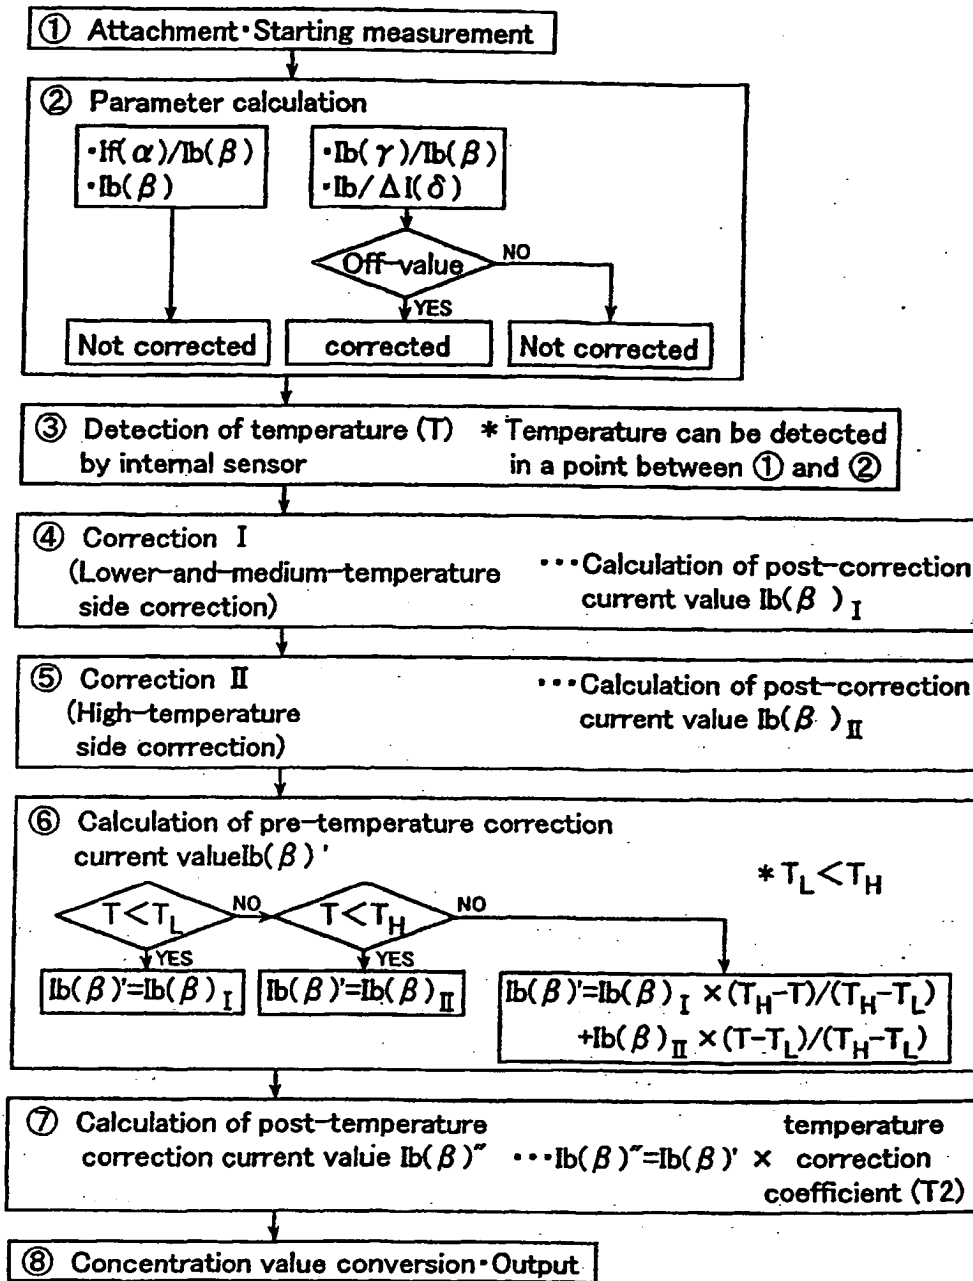 ① Attachment·Starting measurement
② Parameter calculation
·If(α)/Ib(β)
·Ib(β)
·Ib(γ)/Ib(β)
·Ib/ΔI(δ)
Off-value
NO
YES
Not corrected
corrected
Not corrected
③ Detection of temperature (T)
by internal sensor
* Temperature can be detected
in a point between ① and ②
④ Correction Ⅰ
(Lower-and-medium-temperature
side correction)
···Calculation of post-correction
current value Ib(β)Ⅰ
⑤ Correction Ⅱ
(High-temperature
side corrrection)
···Calculation of post-correction
current value Ib(β)Ⅱ
⑥ Calculation of pre-temperature correction
current valueIb(β)'
* TL<TH
T<TL
NO
T<TH
NO
YES
YES
Ib(β)'=Ib(β)Ⅰ
Ib(β)'=Ib(β)Ⅱ
Ib(β)'=Ib(β)Ⅰ×(TH-T)/(TH-TL)
+Ib(β)Ⅱ×(T-TL)/(TH-TL)
⑦ Calculation of post-temperature
correction current value Ib(β)″
···Ib(β)″=Ib(β)' ×
temperature
correction
coefficient (T2)
⑧ Concentration value conversion·Output